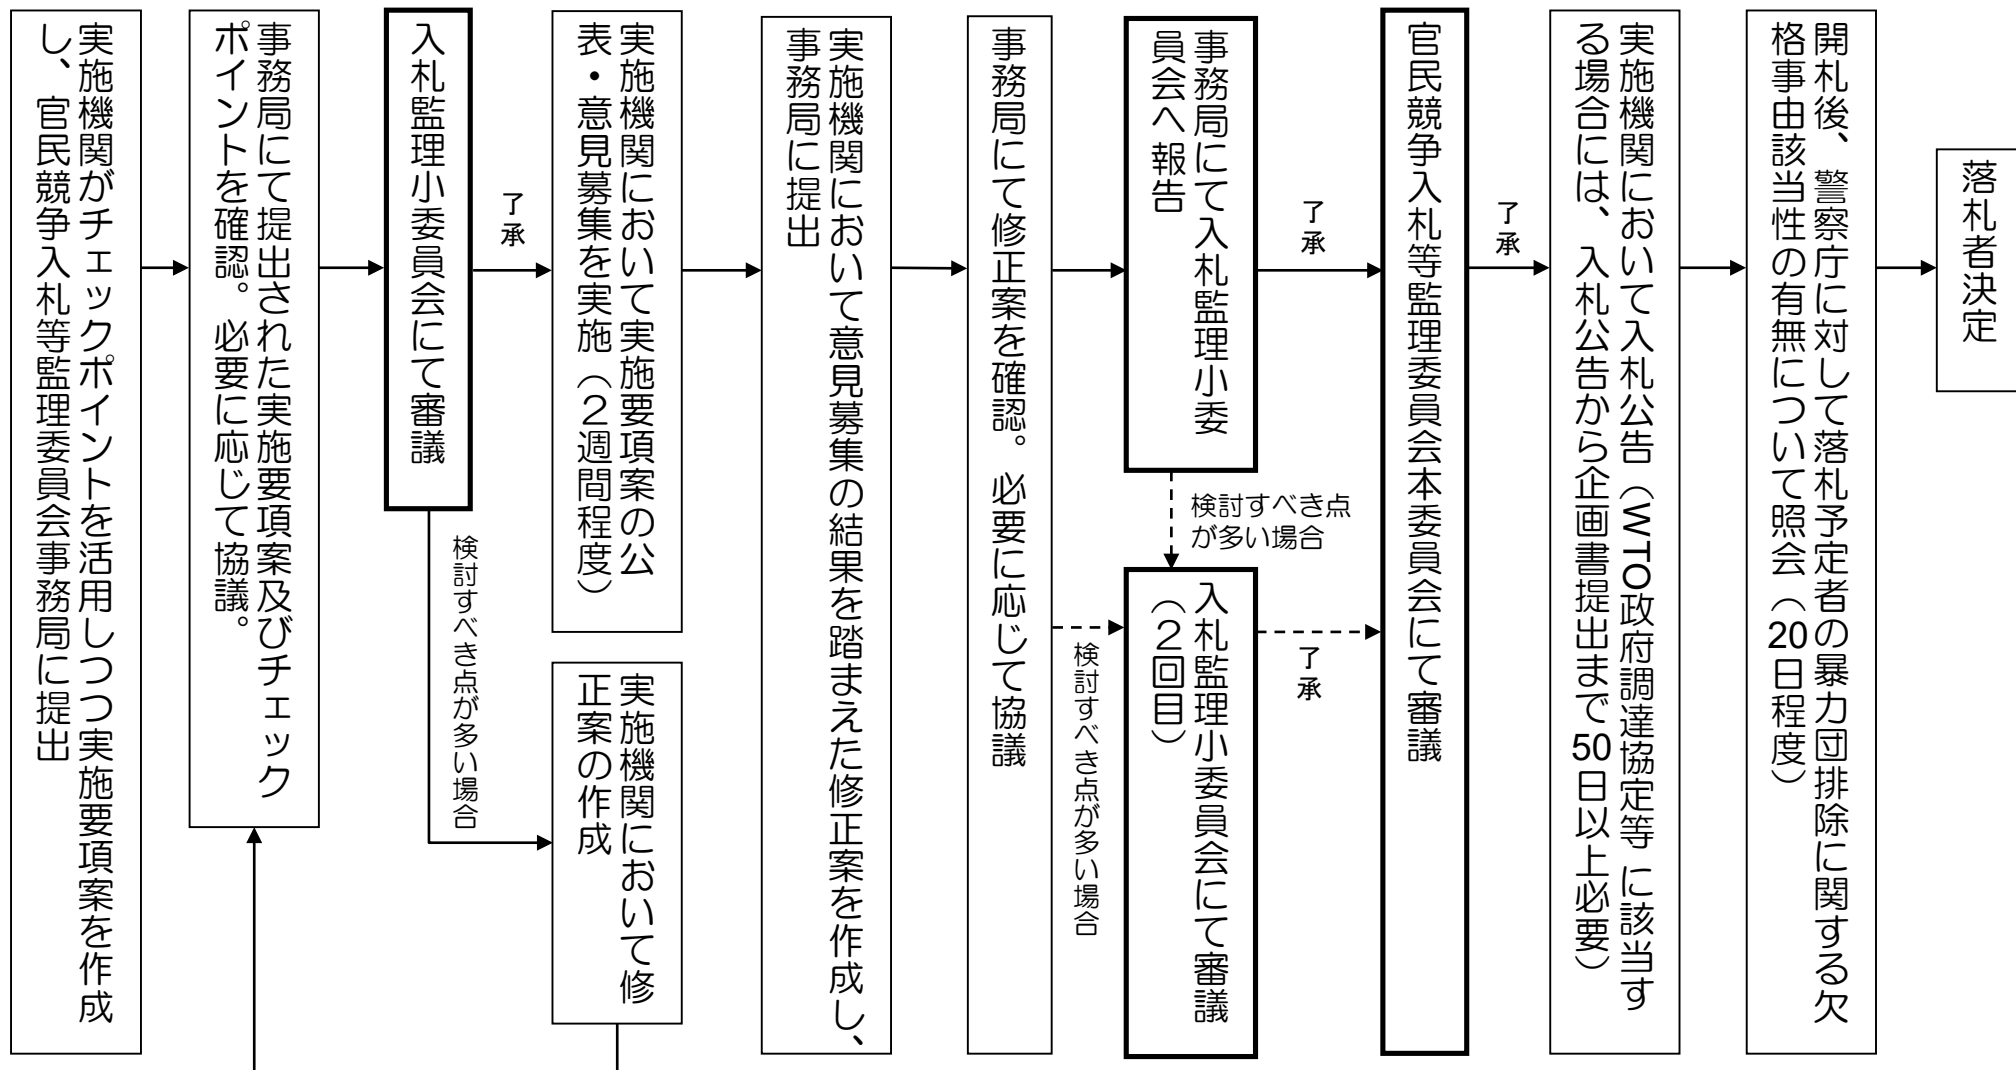 実施機関がチェックポイントを活用しつつ実施要項案を作成
し、官民競争入札等監理委員会事務局に提出
事務局にて提出された実施要項案及びチェック
ポイントを確認。必要に応じて協議。
入札監理小委員会にて審議
了承
検討すべき点が多い場合
実施機関において実施要項案の公
表・意見募集を実施（２週間程度）
実施機関において修
正案の作成
実施機関において意見募集の結果を踏まえた修正案を作成し、
事務局に提出
事務局にて修正案を確認。必要に応じて協議
検討すべき点が多い場合
事務局にて入札監理小委
員会へ報告
検討すべき点
が多い場合
入札監理小委員会にて審議
（２回目）
了承
了承
官民競争入札等監理委員会本委員会にて審議
了承
実施機関において入札公告（WTO政府調達協定等 に該当す
る場合には、入札公告から企画書提出まで50日以上必要）
開札後、警察庁に対して落札予定者の暴力団排除に関する欠
格事由該当性の有無について照会（20日程度）
落札者決定